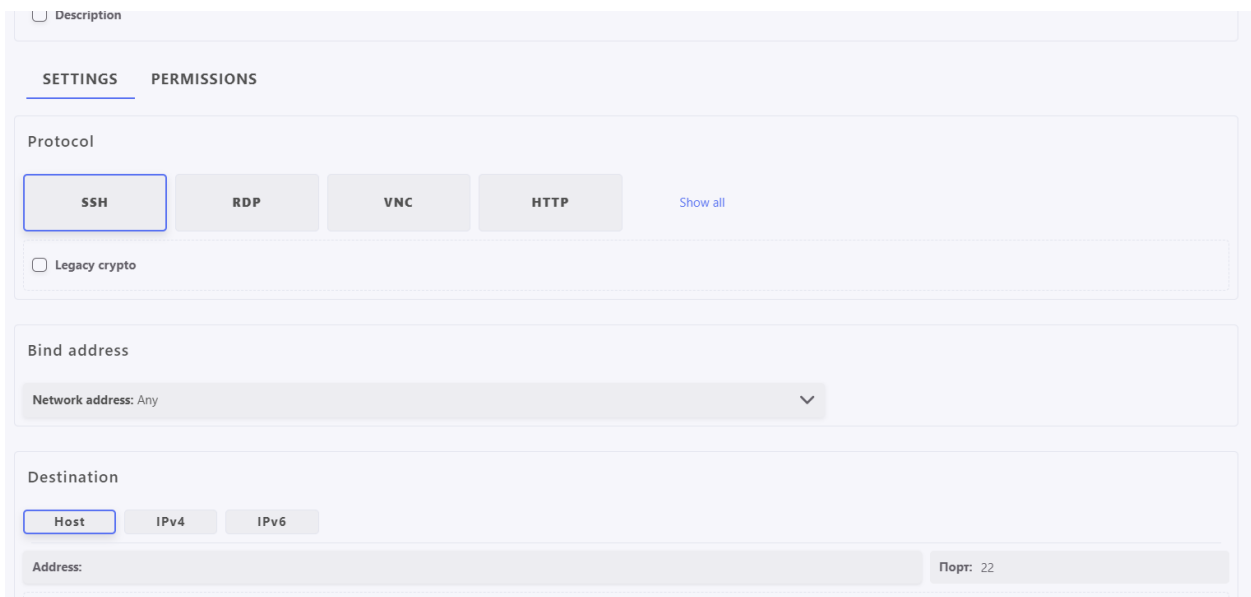 Description
SETTINGS PERMISSIONS
Protocol
SSH RDP VNC HTTP Show all
Legacy crypto
Bind address
Network address: Any
Destination
Host IPv4 IPv6
Address: Порт: 22